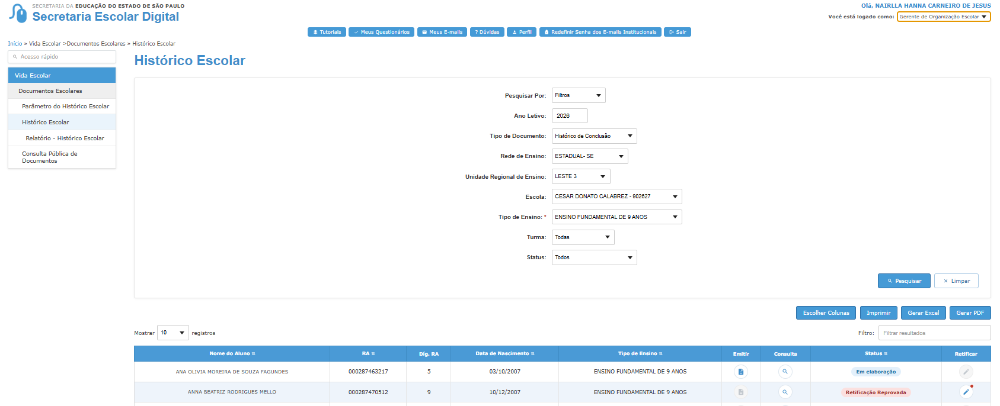 SECRETARIA DA EDUCAÇÃO DO ESTADO DE SÃO PAULO
Secretaria Escolar Digital
Olá, NAIRLLA HANNA CARNEIRO DE JESUS
Você está logado como: Gerente de Organização Escolar
Tutoriais Meus Questionários Meus E-mails ? Dúvidas Perfil Redefinir Senha dos E-mails Institucionais Sair
Início » Vida Escolar >Documentos Escolares » Histórico Escolar
Acesso rápido
Vida Escolar
Documentos Escolares
Parâmetro do Histórico Escolar
Histórico Escolar
Relatório - Histórico Escolar
Consulta Pública de
Documentos
Histórico Escolar
Pesquisar Por: Filtros
Ano Letivo: 2026
Tipo de Documento: Histórico de Conclusão
Rede de Ensino: ESTADUAL- SE
Unidade Regional de Ensino: LESTE 3
Escola: CESAR DONATO CALABREZ - 902627
Tipo de Ensino: * ENSINO FUNDAMENTAL DE 9 ANOS
Turma: Todas
Status: Todos
Pesquisar × Limpar
Escolher Colunas Imprimir Gerar Excel Gerar PDF
Mostrar 10 registros
Filtro: Filtrar resultados
Nome do Aluno RA Díg. RA Data de Nascimento Tipo de Ensino Emitir Consulta Status Retificar
ANA OLIVIA MOREIRA DE SOUZA FAGUNDES 000287463217 5 03/10/2007 ENSINO FUNDAMENTAL DE 9 ANOS Em elaboração
ANNA BEATRIZ RODRIGUES MELLO 000287470512 9 10/12/2007 ENSINO FUNDAMENTAL DE 9 ANOS Retificação Reprovada